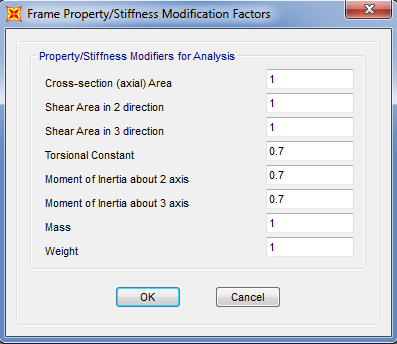 Frame Property/Stiffness Modification Factors
Property/Stiffness Modifiers for Analysis
Cross-section (axial) Area 1
Shear Area in 2 direction 1
Shear Area in 3 direction 1
Torsional Constant 0.7
Moment of Inertia about 2 axis 0.7
Moment of Inertia about 3 axis 0.7
Mass 1
Weight 1
OK Cancel